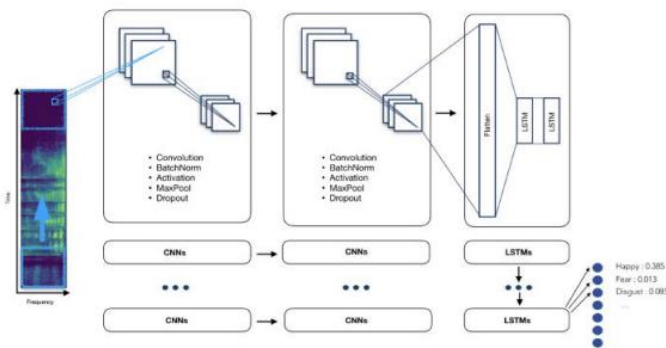 Time
Frequency
• Convolution
• BatchNorm
• Activation
• MaxPool
• Dropout
CNNs
CNNs
• Convolution
• BatchNorm
• Activation
• MaxPool
• Dropout
CNNs
CNNs
Flatten
LSTM
LSTM
LSTMs
LSTMs
Happy : 0.385
Fear : 0.013
Disgust : 0.085
...